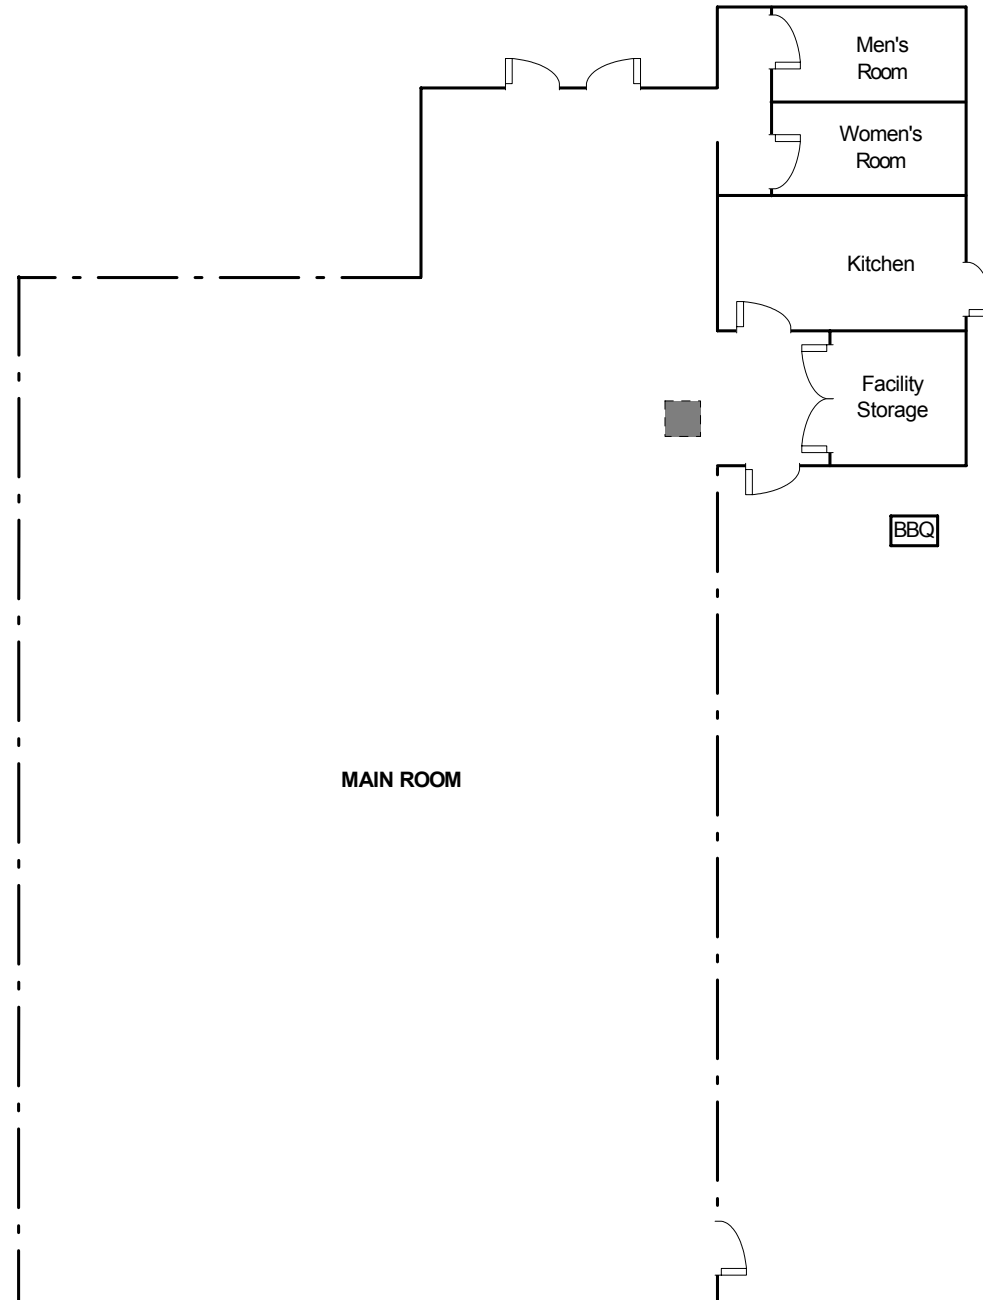 Men's
Room
Women's
Room
Kitchen
Facility
Storage
BBQ
MAIN ROOM